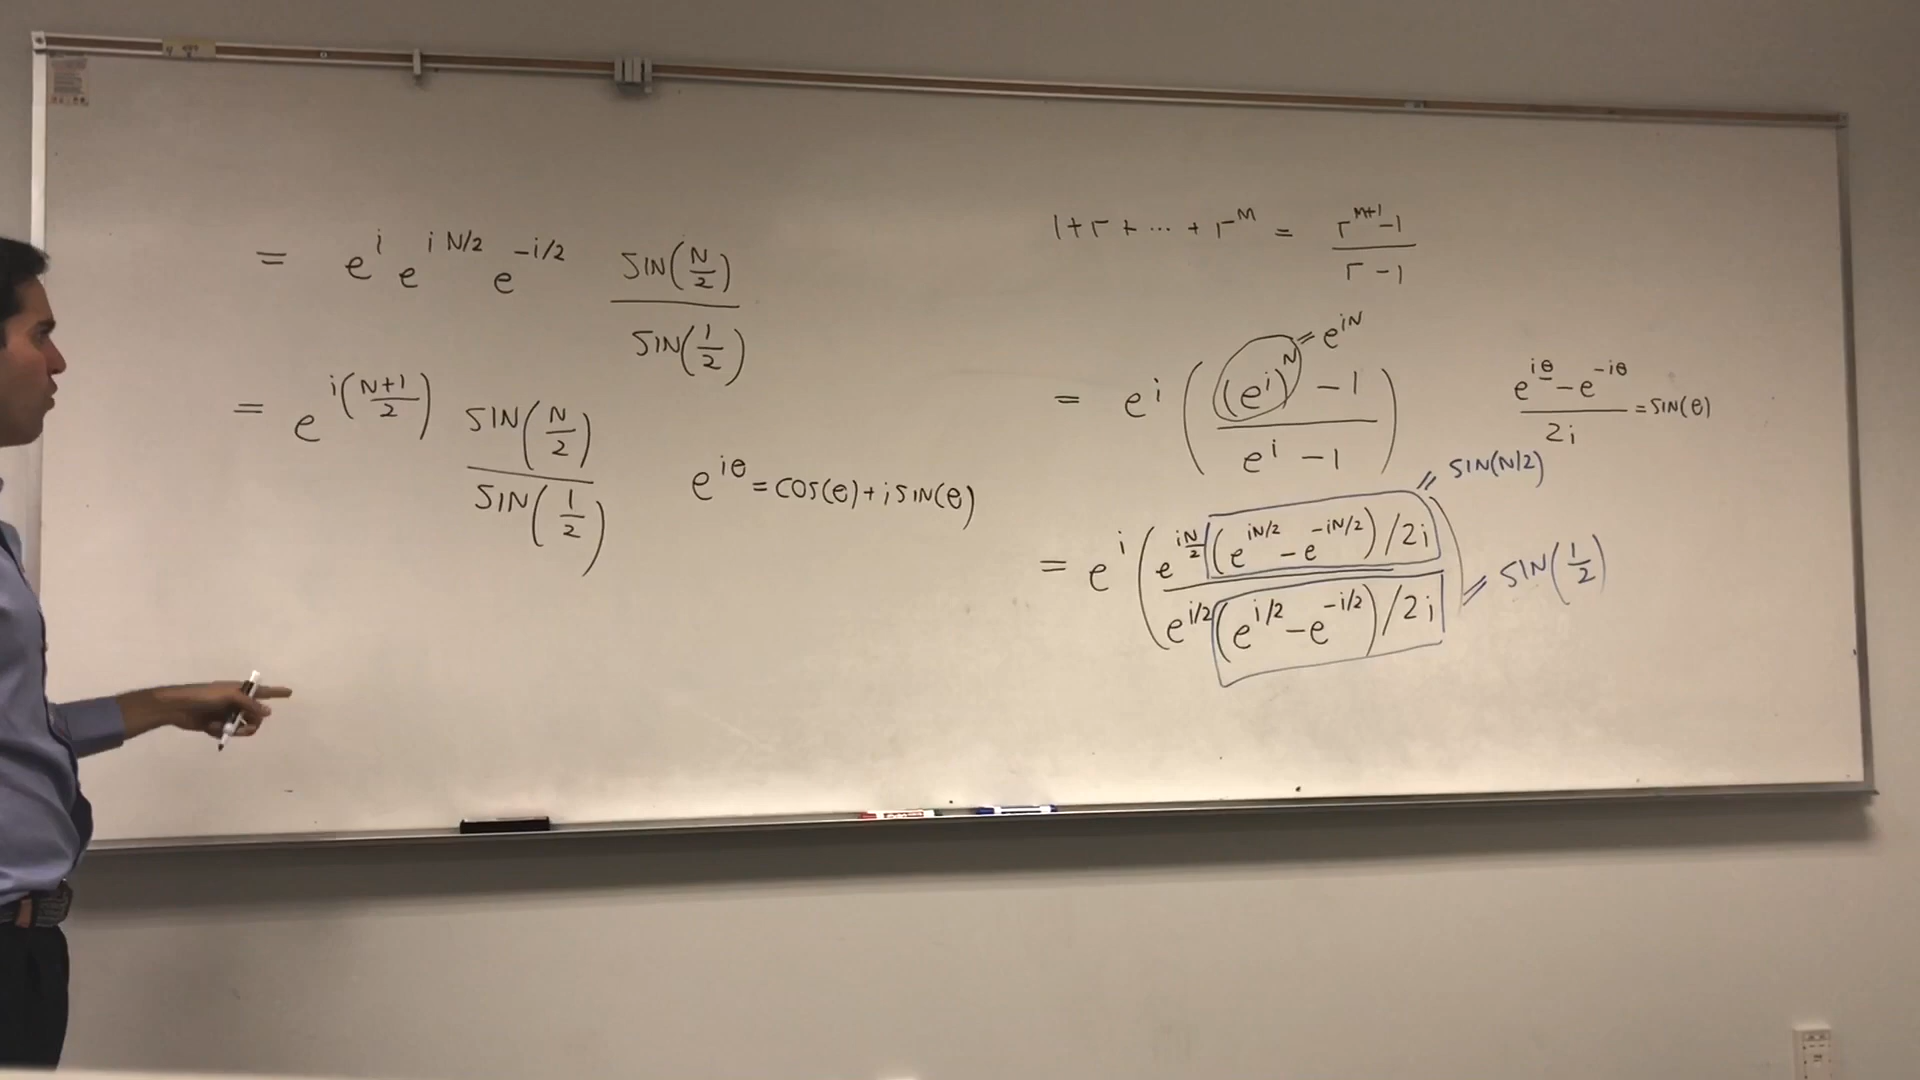 = e^i e^{iN/2} e^{-i/2} SIN(N/2) / SIN(1/2)
= e^{i(N+1/2)} SIN(N/2) / SIN(1/2)
e^{iθ} = COS(θ) + i SIN(θ)
1 + r + ... + r^M = (r^{M+1} - 1) / (r - 1)
= e^i ( ((e^i)^N - 1) / (e^i - 1) )
= e^{iN}
(e^{iθ} - e^{-iθ}) / 2i = SIN(θ)
= e^i ( e^{iN/2} (e^{iN/2} - e^{-iN/2}) / 2i / e^{i/2} (e^{i/2} - e^{-i/2}) / 2i )
= SIN(N/2)
= SIN(1/2)